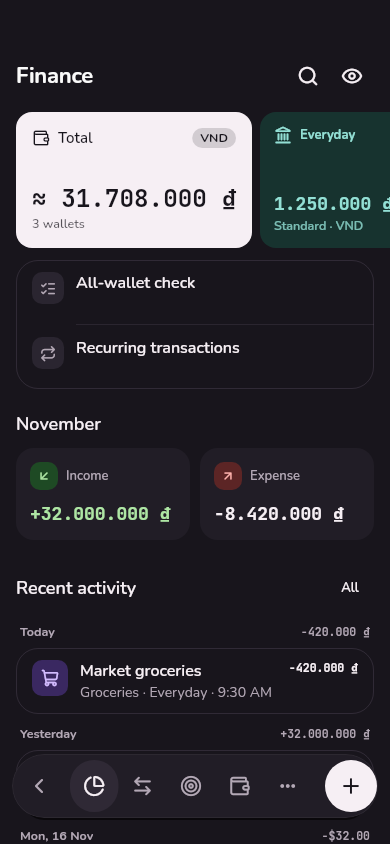 Finance
Total
VND
≈ 31.708.000 ₫
3 wallets
Everyday
1.250.000 ₫
Standard · VND
All-wallet check
Recurring transactions
November
Income
+32.000.000 ₫
Expense
-8.420.000 ₫
Recent activity
All
Today
-420.000 ₫
Market groceries
-420.000 ₫
Groceries · Everyday · 9:30 AM
Yesterday
+32.000.000 ₫
Mon, 16 Nov
-$32.00